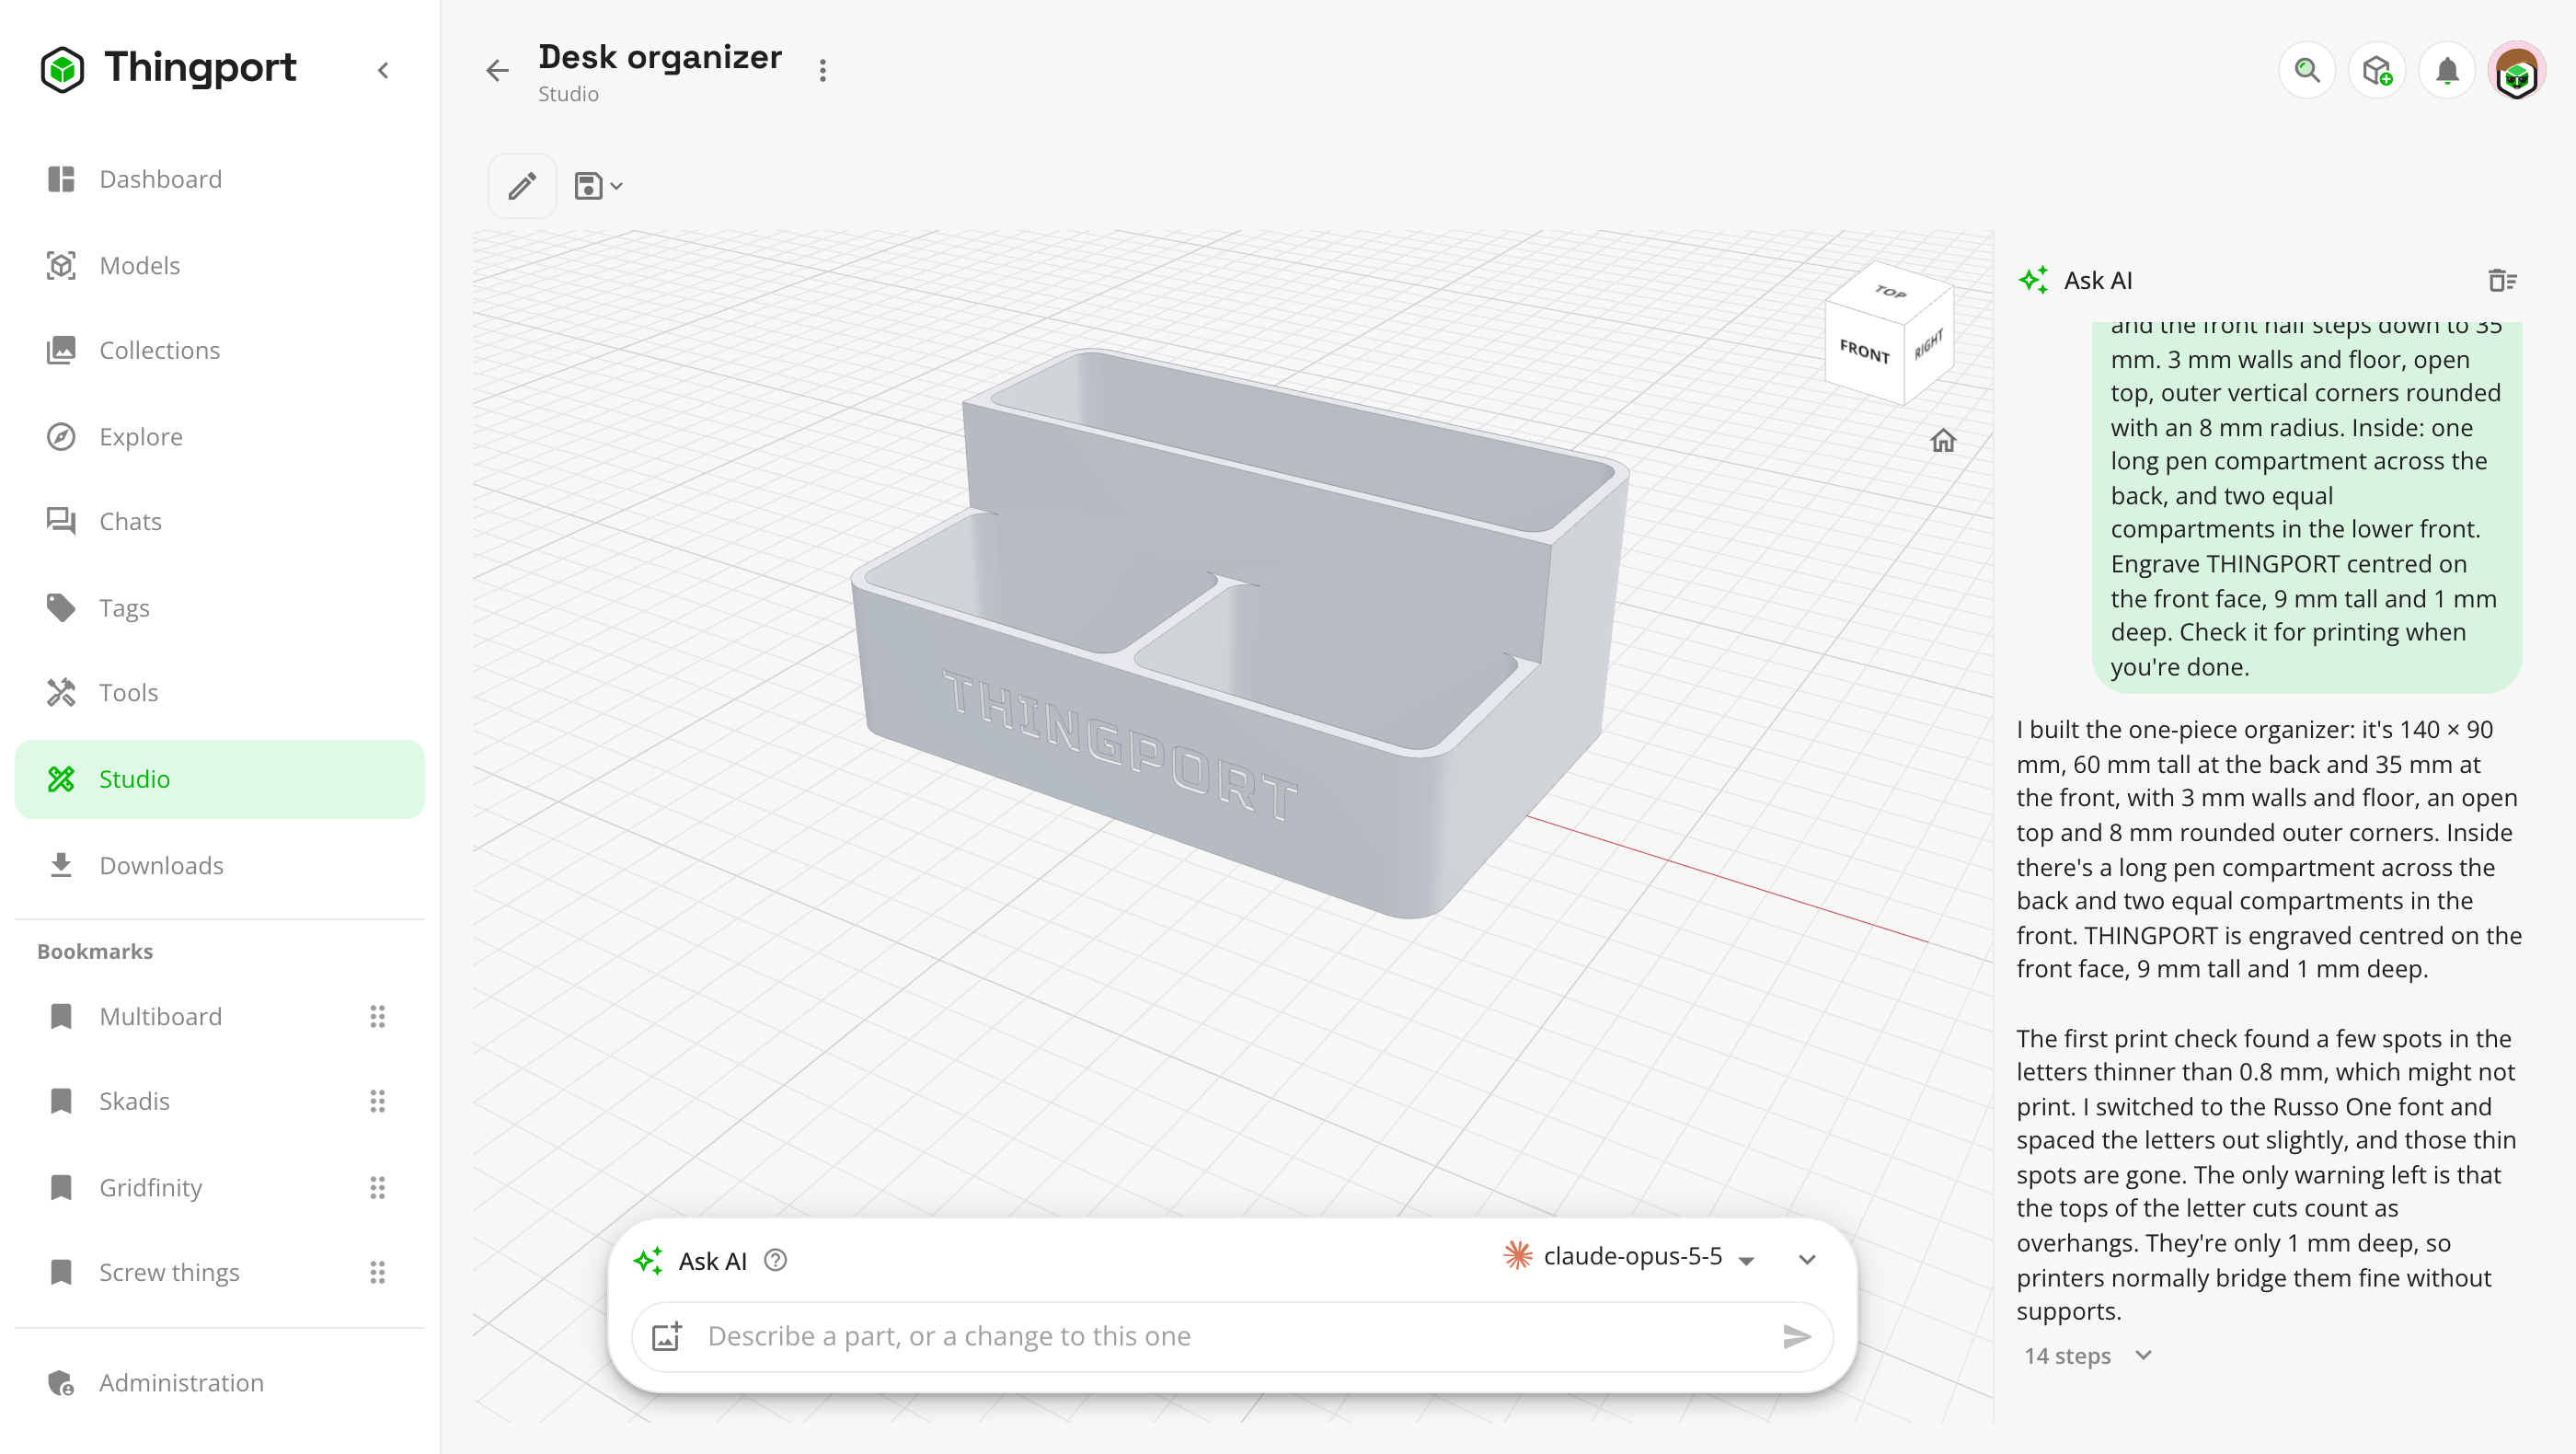 Thingport
Dashboard
Models
Collections
Explore
Chats
Tags
Tools
Studio
Downloads
Bookmarks
Multiboard
Skadis
Gridfinity
Screw things
Administration
Desk organizer
Studio
TOP
FRONT
RIGHT
THINGPORT
Ask AI
claude-opus-5-5
Describe a part, or a change to this one
Ask AI
and the front half steps down to 35
mm. 3 mm walls and floor, open
top, outer vertical corners rounded
with an 8 mm radius. Inside: one
long pen compartment across the
back, and two equal
compartments in the lower front.
Engrave THINGPORT centred on
the front face, 9 mm tall and 1 mm
deep. Check it for printing when
you're done.
I built the one-piece organizer: it's 140 × 90
mm, 60 mm tall at the back and 35 mm at
the front, with 3 mm walls and floor, an open
top and 8 mm rounded outer corners. Inside
there's a long pen compartment across the
back and two equal compartments in the
front. THINGPORT is engraved centred on the
front face, 9 mm tall and 1 mm deep.
The first print check found a few spots in the
letters thinner than 0.8 mm, which might not
print. I switched to the Russo One font and
spaced the letters out slightly, and those thin
spots are gone. The only warning left is that
the tops of the letter cuts count as
overhangs. They're only 1 mm deep, so
printers normally bridge them fine without
supports.
14 steps